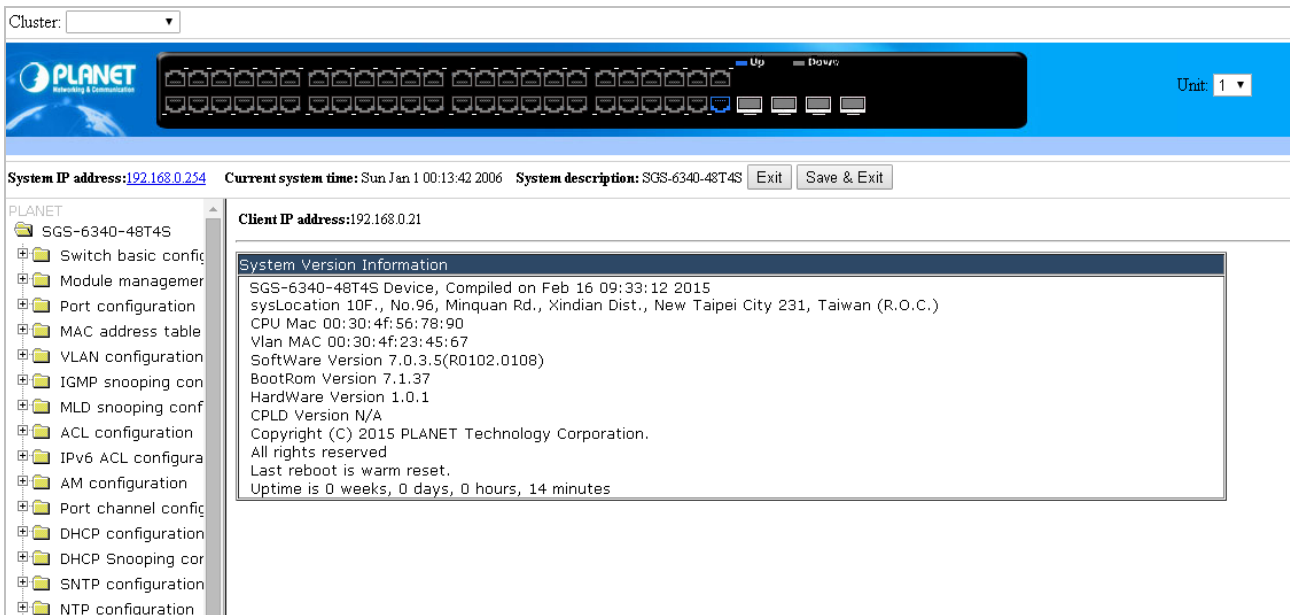 Cluster:
PLANET
Networking & Communication
Up Down
Unit: 1
System IP address:192.168.0.254 Current system time: Sun Jan 1 00:13:42 2006 System description: SGS-6340-48T4S Exit Save & Exit
PLANET
SGS-6340-48T4S
Switch basic config
Module managemen
Port configuration
MAC address table
VLAN configuration
IGMP snooping con
MLD snooping conf
ACL configuration
IPv6 ACL configura
AM configuration
Port channel config
DHCP configuration
DHCP Snooping cor
SNTP configuration
NTP configuration
Client IP address:192.168.0.21
System Version Information
SGS-6340-48T4S Device, Compiled on Feb 16 09:33:12 2015
sysLocation 10F., No.96, Minquan Rd., Xindian Dist., New Taipei City 231, Taiwan (R.O.C.)
CPU Mac 00:30:4f:56:78:90
Vlan MAC 00:30:4f:23:45:67
SoftWare Version 7.0.3.5(R0102.0108)
BootRom Version 7.1.37
HardWare Version 1.0.1
CPLD Version N/A
Copyright (C) 2015 PLANET Technology Corporation.
All rights reserved
Last reboot is warm reset.
Uptime is 0 weeks, 0 days, 0 hours, 14 minutes